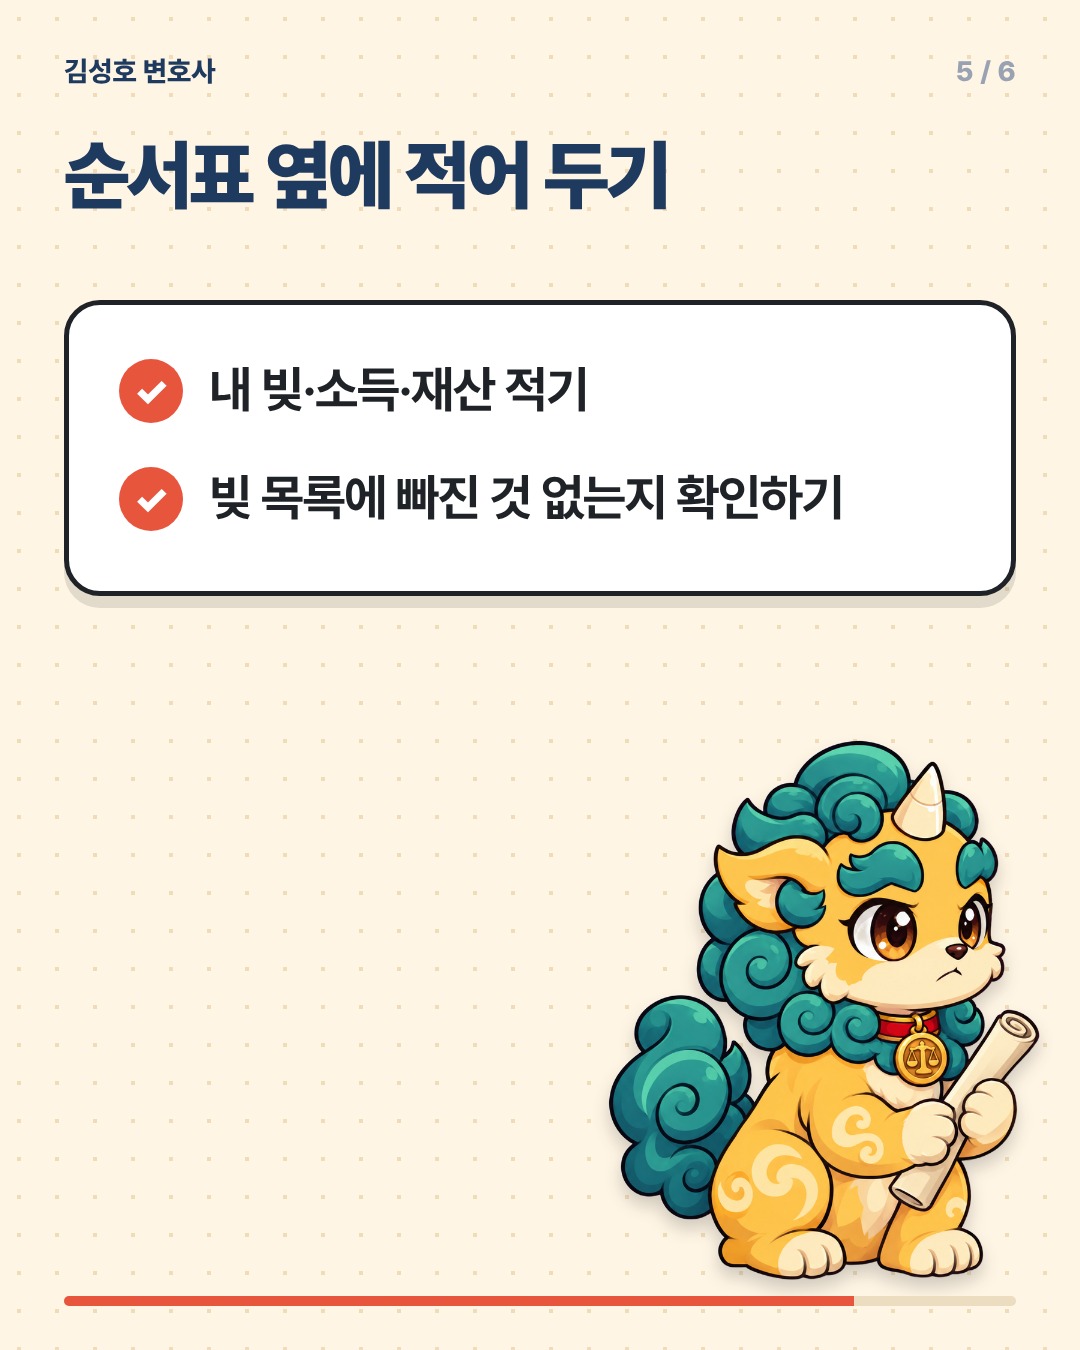 김성호 변호사
5 / 6
순서표 옆에 적어 두기
내 빚·소득·재산 적기
빚 목록에 빠진 것 없는지 확인하기